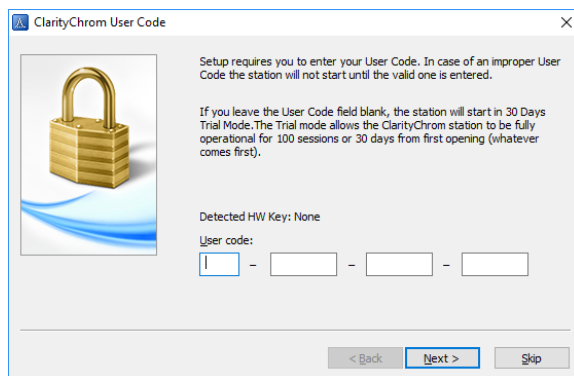 ClarityChrom User Code
Setup requires you to enter your User Code. In case of an improper User
Code the station will not start until the valid one is entered.
If you leave the User Code field blank, the station will start in 30 Days
Trial Mode.The Trial mode allows the ClarityChrom station to be fully
operational for 100 sessions or 30 days from first opening (whatever
comes first).
Detected HW Key: None
User code:
– – –
< Back Next > Skip